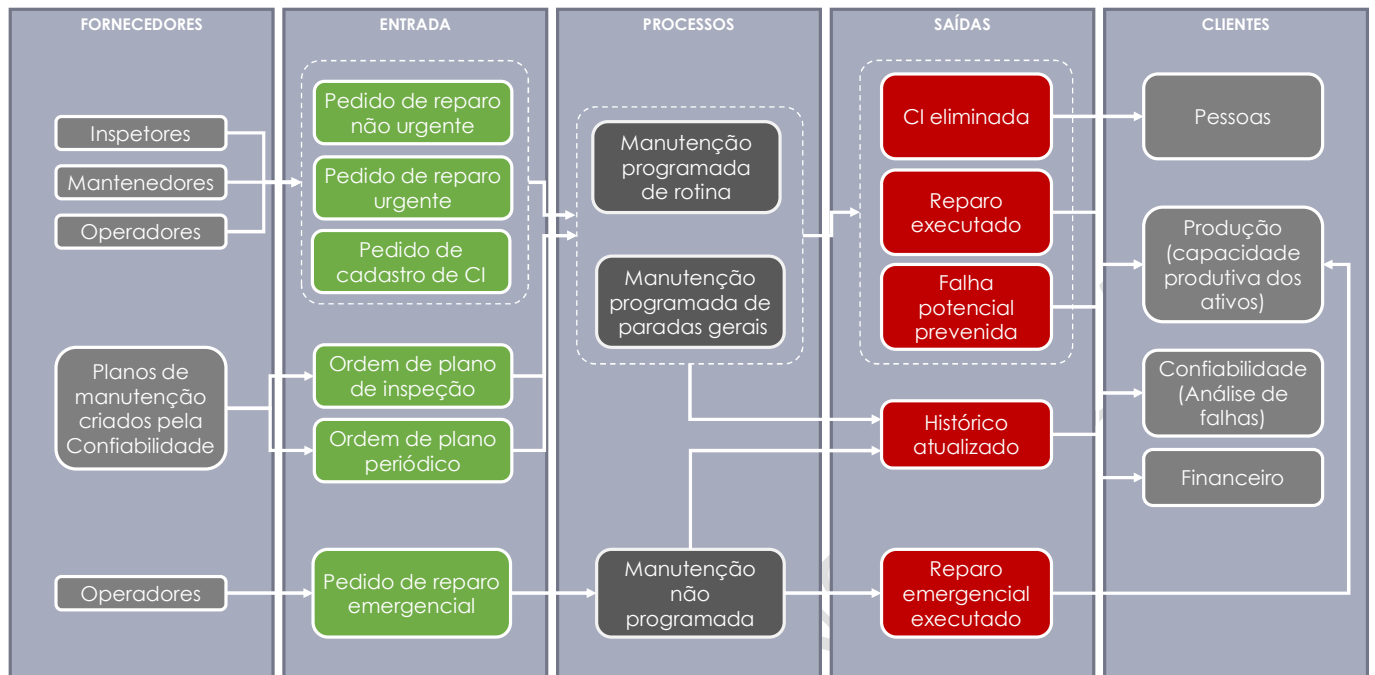 FORNECEDORES
ENTRADA
PROCESSOS
SAÍDAS
CLIENTES
Inspetores
Mantenedores
Operadores
Planos de
manutenção
criados pela
Confiabilidade
Operadores
Pedido de reparo
não urgente
Pedido de reparo
urgente
Pedido de
cadastro de CI
Ordem de plano
de inspeção
Ordem de plano
periódico
Pedido de reparo
emergencial
Manutenção
programada
de rotina
Manutenção
programada de
paradas gerais
Manutenção
não
programada
CI eliminada
Reparo
executado
Falha
potencial
prevenida
Histórico
atualizado
Reparo
emergencial
executado
Pessoas
Produção
(capacidade
produtiva dos
ativos)
Confiabilidade
(Análise de
falhas)
Financeiro